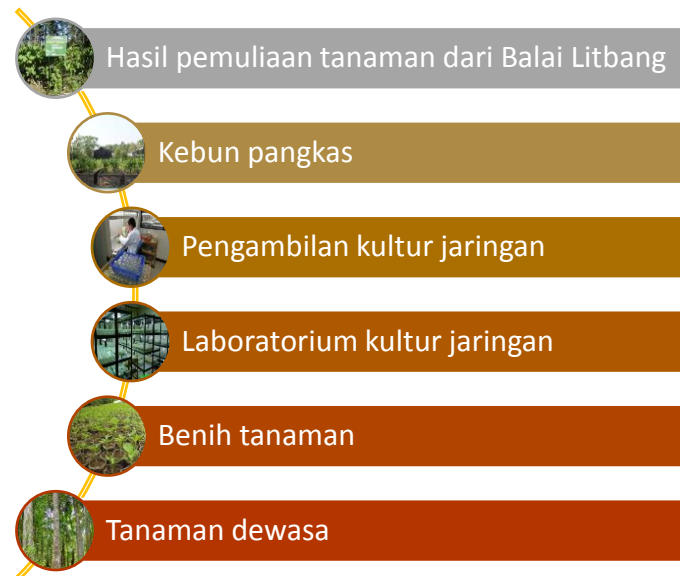 Hasil pemuliaan tanaman dari Balai Litbang
Kebun pangkas
Pengambilan kultur jaringan
Laboratorium kultur jaringan
Benih tanaman
Tanaman dewasa